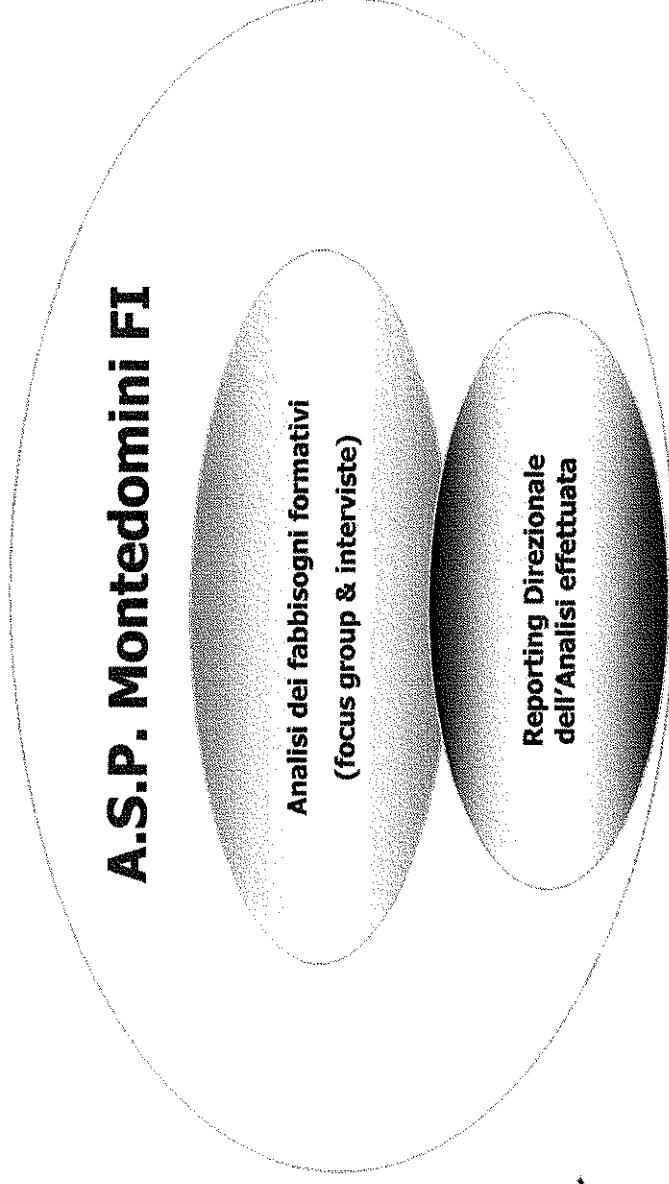 A.S.P. Montedomini FI
Analisi dei fabbisogni formativi
(focus group & interviste)
Reporting Direzionale
dell'Analisi effettuata